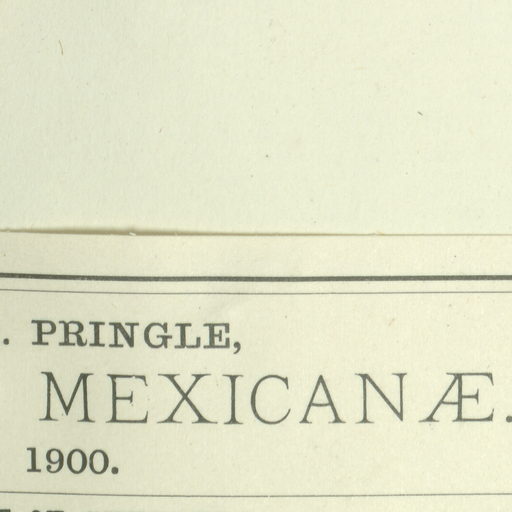 . PRINGLE,
MEXICANÆ.
1900.